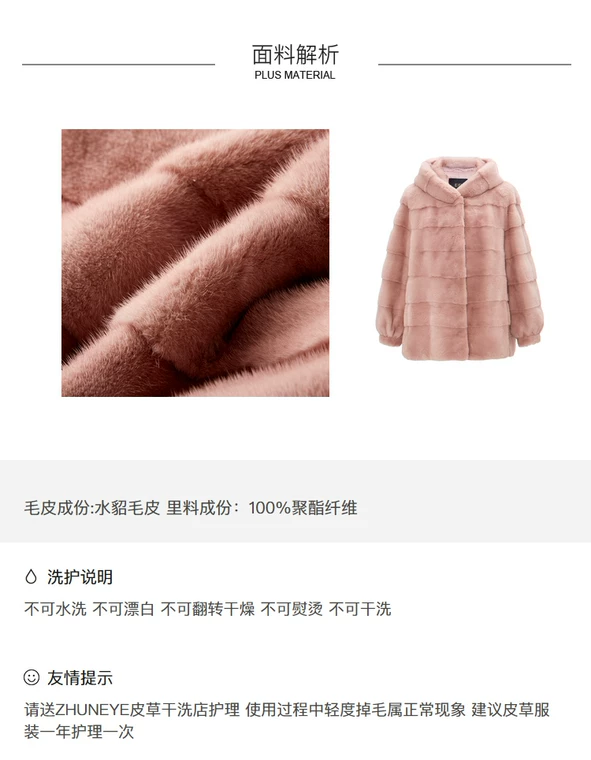 面料解析
PLUS MATERIAL
毛皮成份:水貂毛皮 里料成份：100%聚酯纤维
洗护说明
不可水洗 不可漂白 不可翻转干燥 不可熨烫 不可干洗
友情提示
请送ZHUNEYE皮草干洗店护理 使用过程中轻度掉毛属正常现象 建议皮草服
装一年护理一次